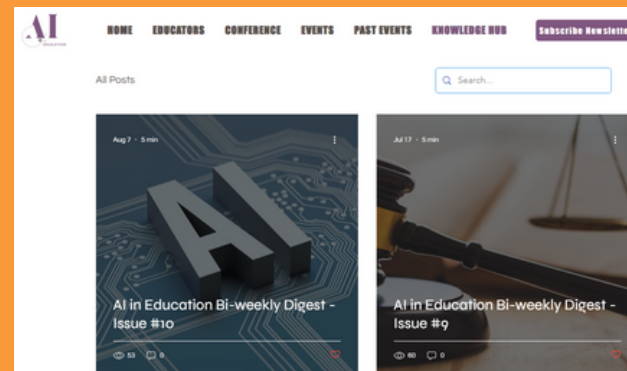 AI
EDUCATION
HOME EDUCATORS CONFERENCE EVENTS PAST EVENTS KNOWLEDGE HUB Subscribe Newslette
All Posts
Search...
Aug 7 · 5 min
AI
AI in Education Bi-weekly Digest -
Issue #10
53 0
Jul 17 · 5 min
AI in Education Bi-weekly Digest -
Issue #9
60 0